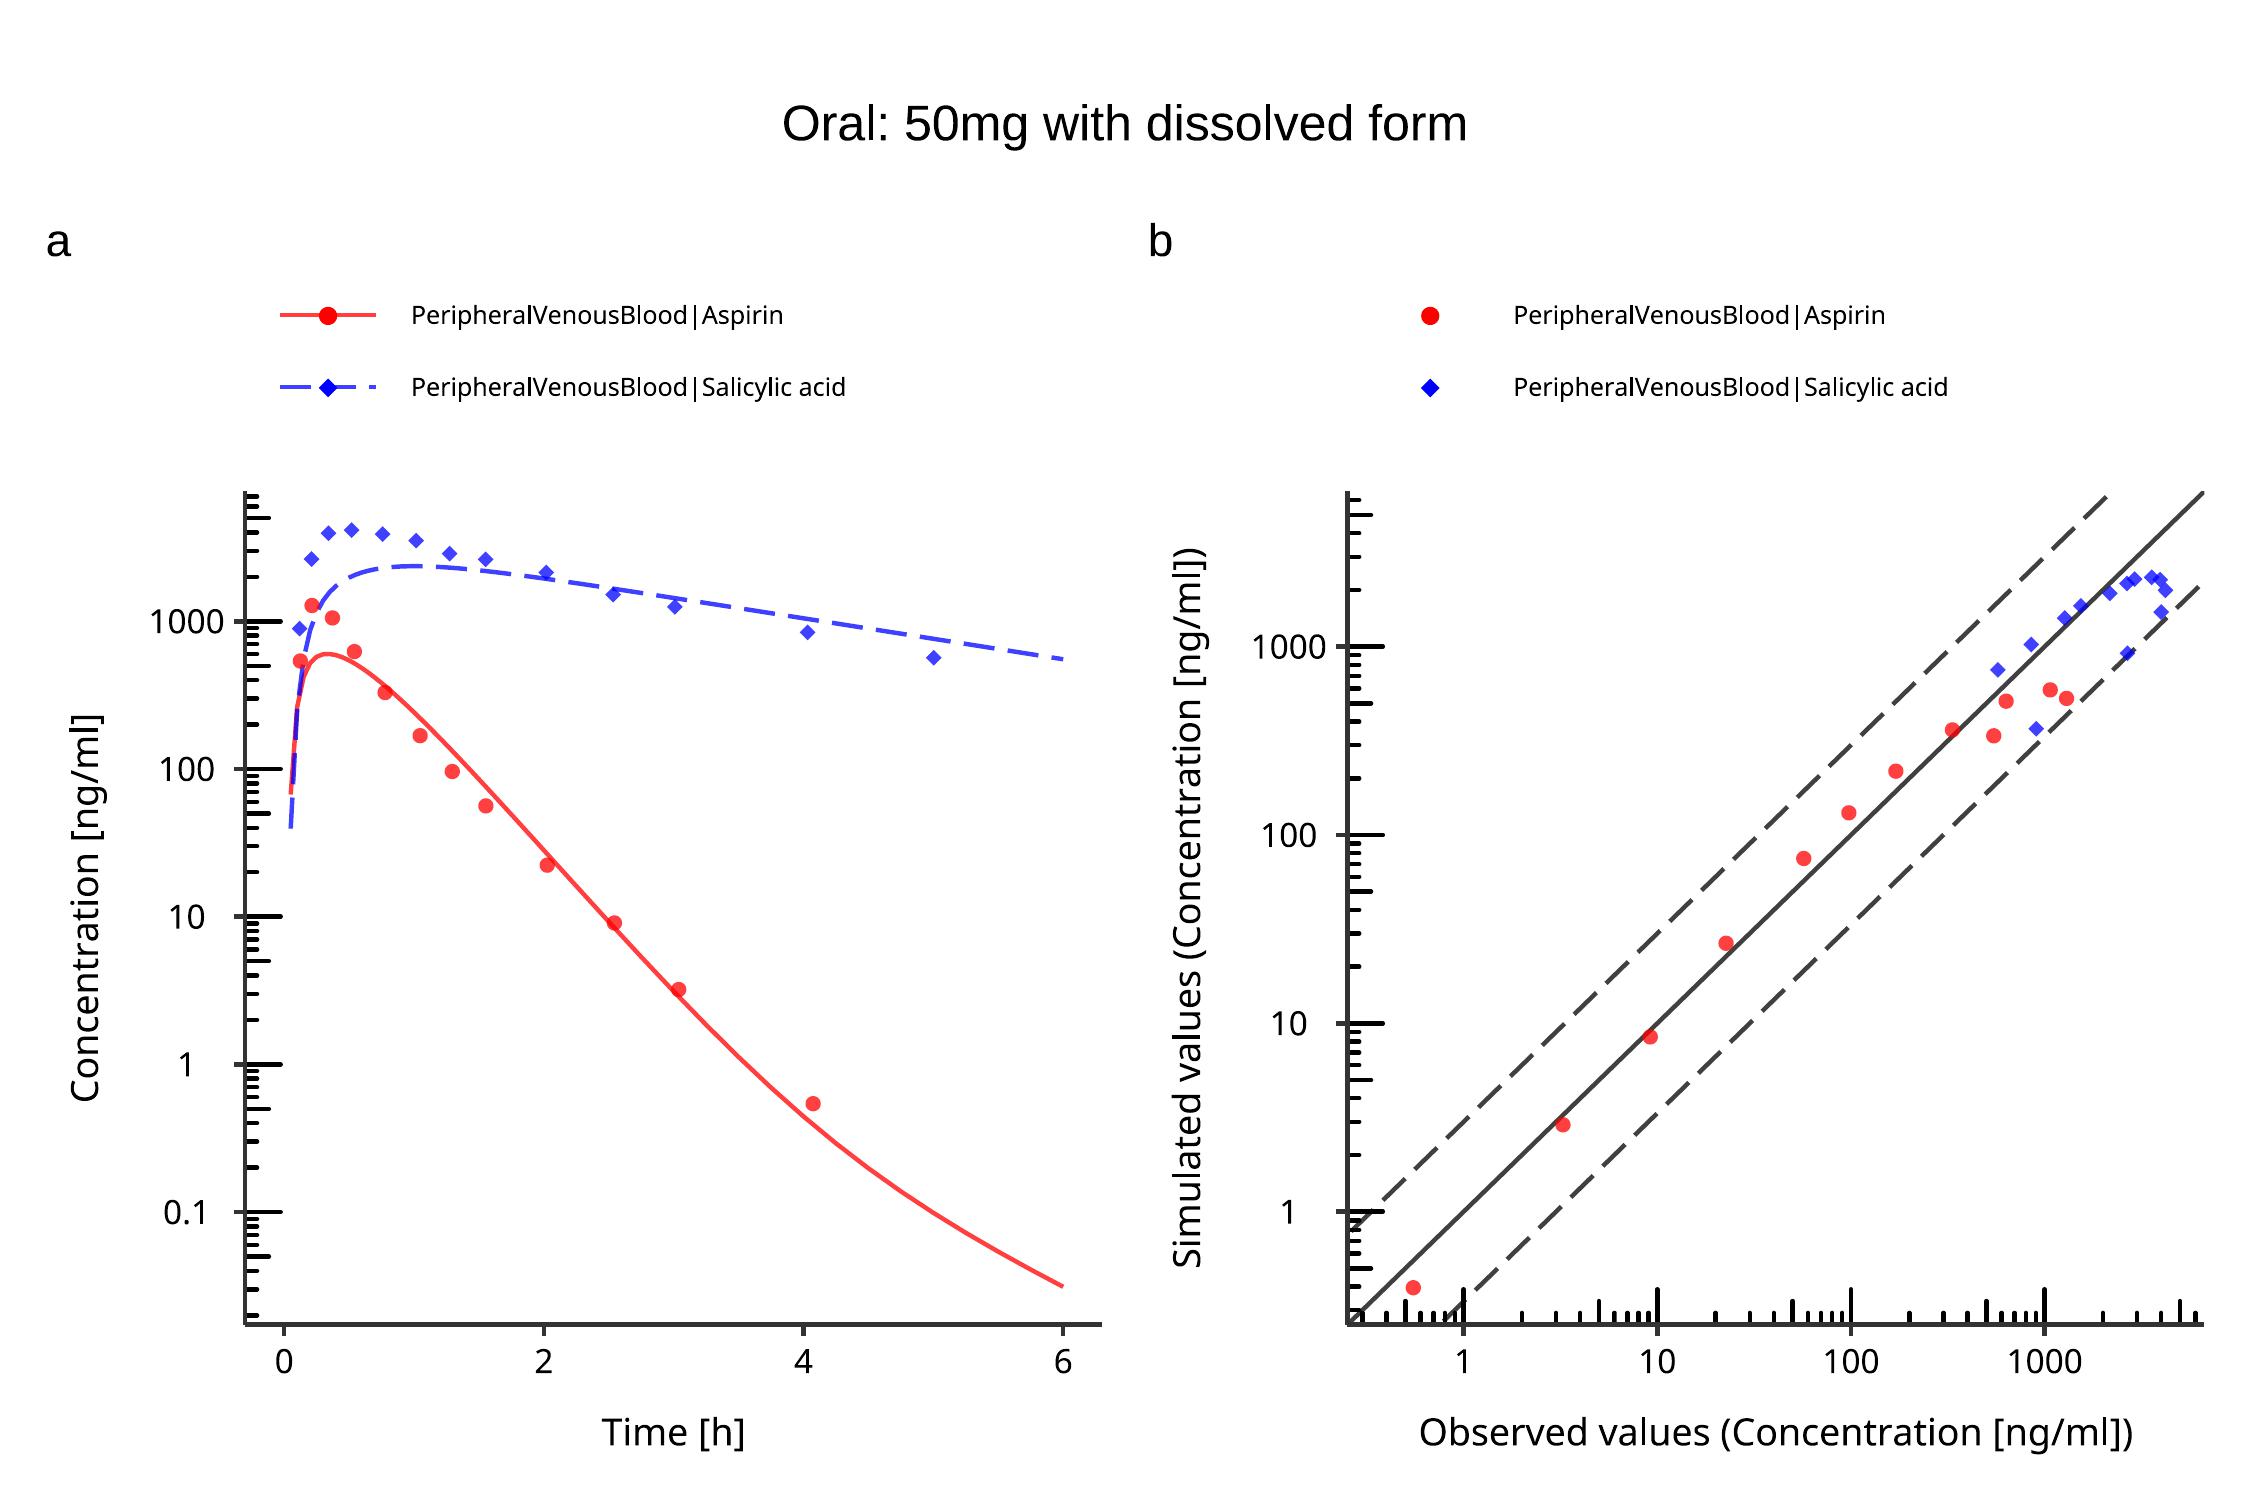 Oral: 50mg with dissolved form
a
PeripheralVenousBlood|Aspirin
PeripheralVenousBlood|Salicylic acid
Concentration [ng/ml]
1000
100
10
1
0.1
0
2
4
6
Time [h]
b
PeripheralVenousBlood|Aspirin
PeripheralVenousBlood|Salicylic acid
Simulated values (Concentration [ng/ml])
1000
100
10
1
1
10
100
1000
Observed values (Concentration [ng/ml])